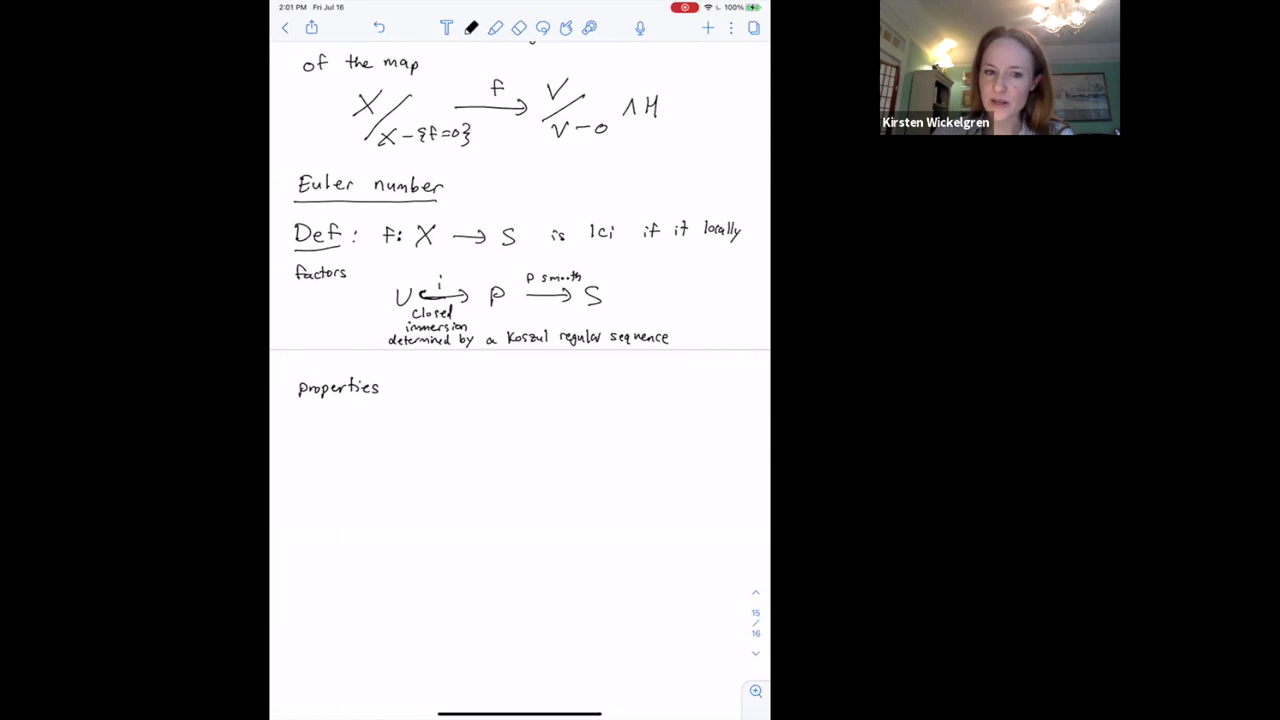 2:01 PM Fri Jul 16
100%
of the map
X/X-{f=0} f→ V/V-0 ∧ H
Euler number
Def: f: X → S is lci if it locally
factors
U ↪ i P → S p smooth
closed
immersion
determined by a Koszul regular sequence
properties
15
/
16
Kirsten Wickelgren